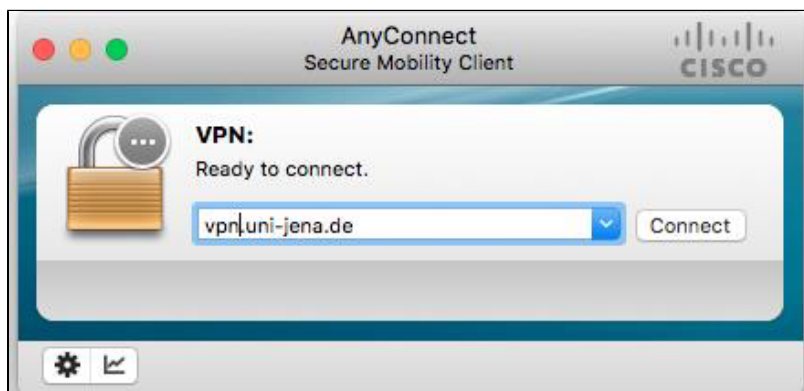 AnyConnect
Secure Mobility Client
CISCO
VPN:
Ready to connect.
vpn.uni-jena.de
Connect